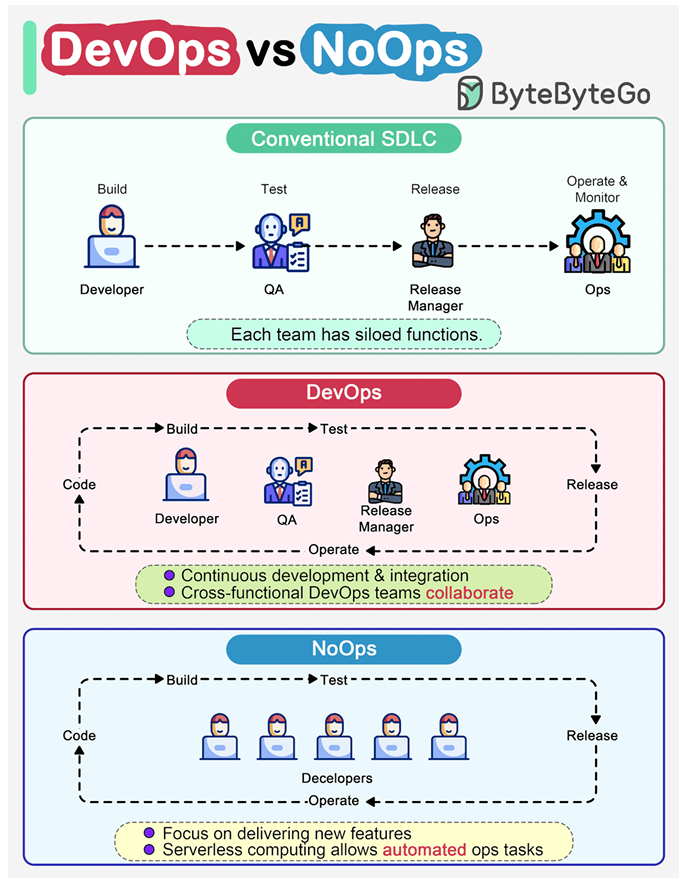 DevOps vs NoOps
ByteByteGo
Conventional SDLC
Build
Test
Release
Operate &
Monitor
Developer
QA
Release
Manager
Ops
Each team has siloed functions.
DevOps
Build
Test
Code
Release
Developer
QA
Release
Manager
Ops
Operate
Continuous development & integration
Cross-functional DevOps teams collaborate
NoOps
Build
Test
Code
Release
Decelopers
Operate
Focus on delivering new features
Serverless computing allows automated ops tasks